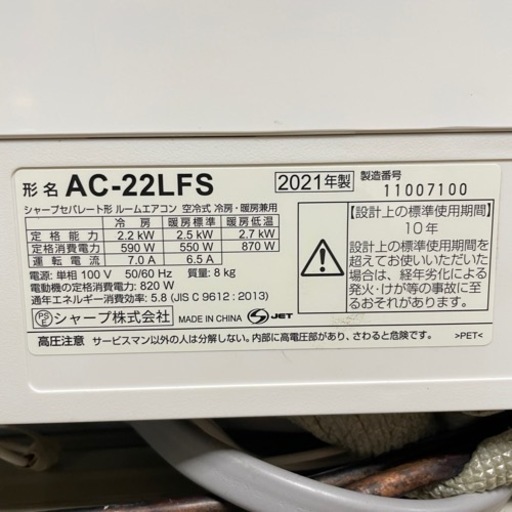 形名 AC-22LFS 2021年製 製造番号 11007100
シャープセパレート形 ルームエアコン 空冷式 冷房・暖房兼用
冷房 暖房標準 暖房低温
定格能力 2.2 kW 2.5 kW 2.7 kW
定格消費電力 590 W 550 W 870 W
運転電流 7.0 A 6.5 A
電源: 単相 100 V 50/60 Hz 質量: 8 kg
電動機の定格消費電力: 820 W
通年エネルギー消費効率: 5.8 (JIS C 9612 : 2013)
PSE シャープ株式会社 MADE IN CHINA S JET
【設計上の標準使用期間】
10年
設計上の標準使用期間を
超えてお使いいただいた
場合は、経年劣化による
発火・けが等の事故に至
るおそれがあります。
高圧注意 サービスマン以外の人は分解しない。内部に高電圧部があり、さわると危険です。 >PET<